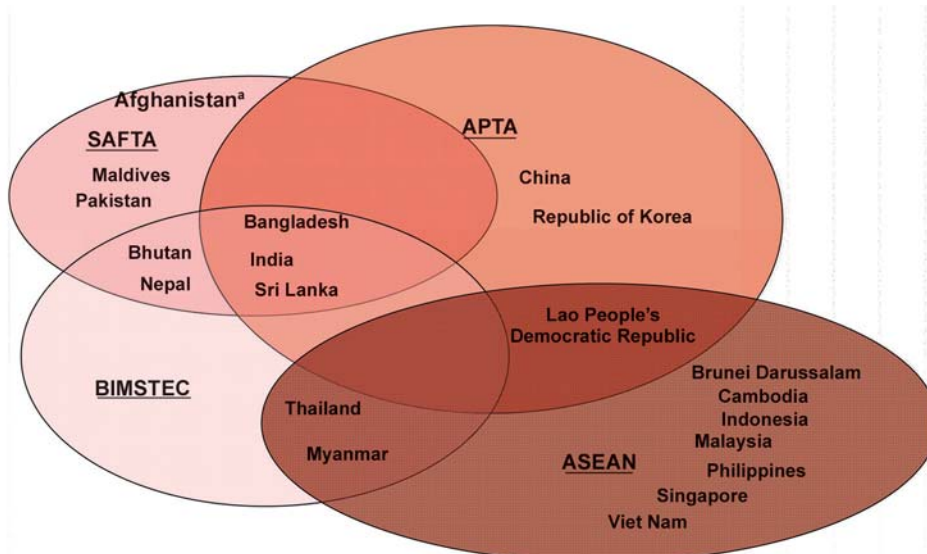 Afghanistanᵃ
SAFTA
Maldives
Pakistan
APTA
China
Republic of Korea
Bangladesh
India
Sri Lanka
Bhutan
Nepal
Lao People's
Democratic Republic
BIMSTEC
Thailand
Myanmar
ASEAN
Brunei Darussalam
Cambodia
Indonesia
Malaysia
Philippines
Singapore
Viet Nam